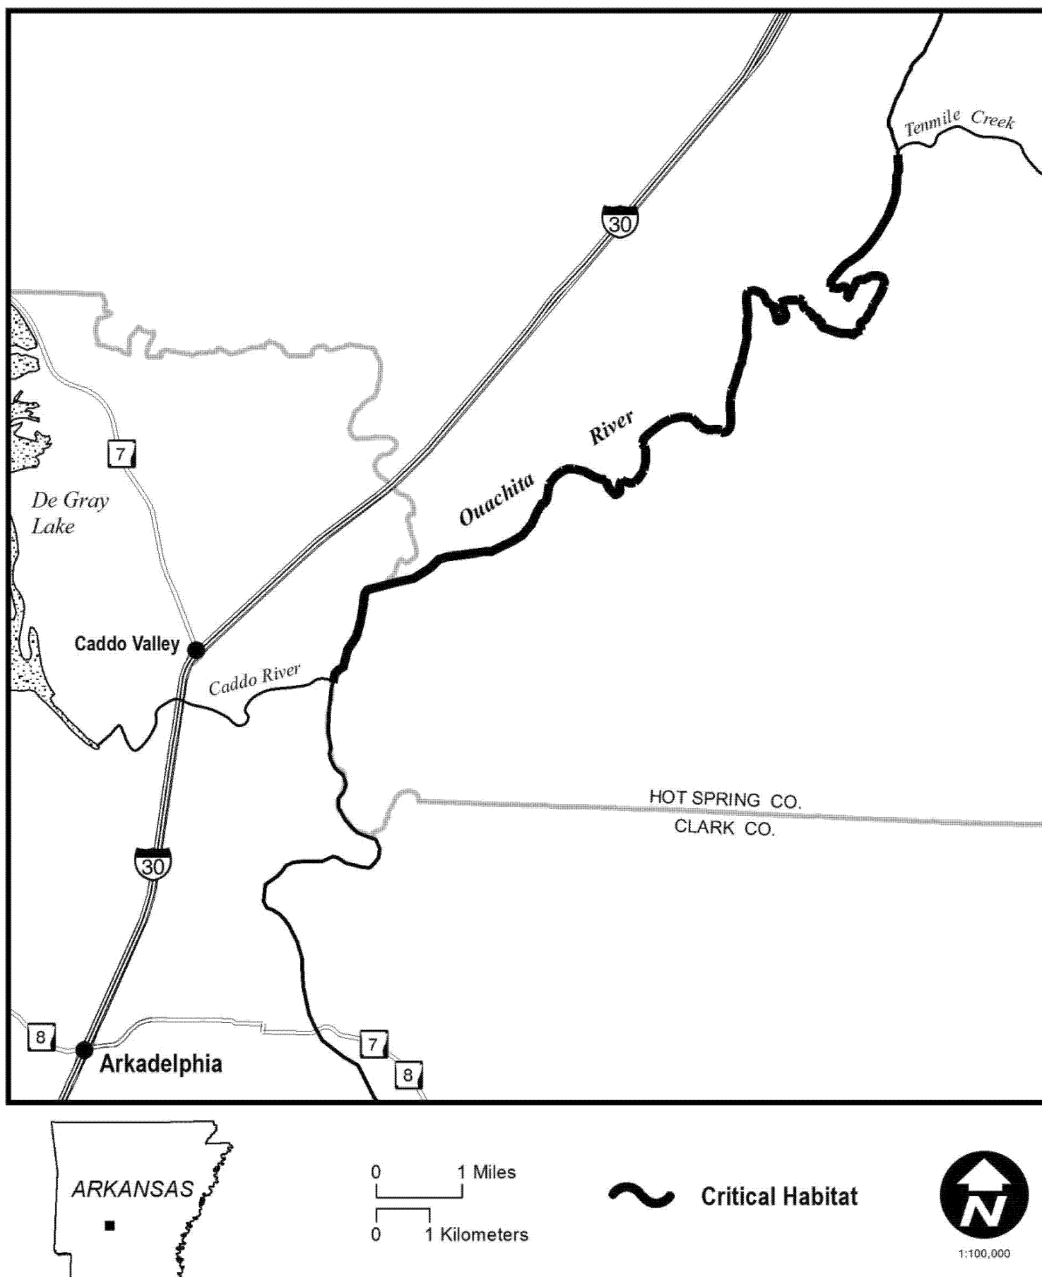 Tenmile Creek
30
River
7
Ouachita
De Gray
Lake
Caddo Valley
Caddo River
HOT SPRING CO.
CLARK CO.
30
8
7
Arkadelphia
8
ARKANSAS
0 1 Miles
0 1 Kilometers
Critical Habitat
N
1:100,000